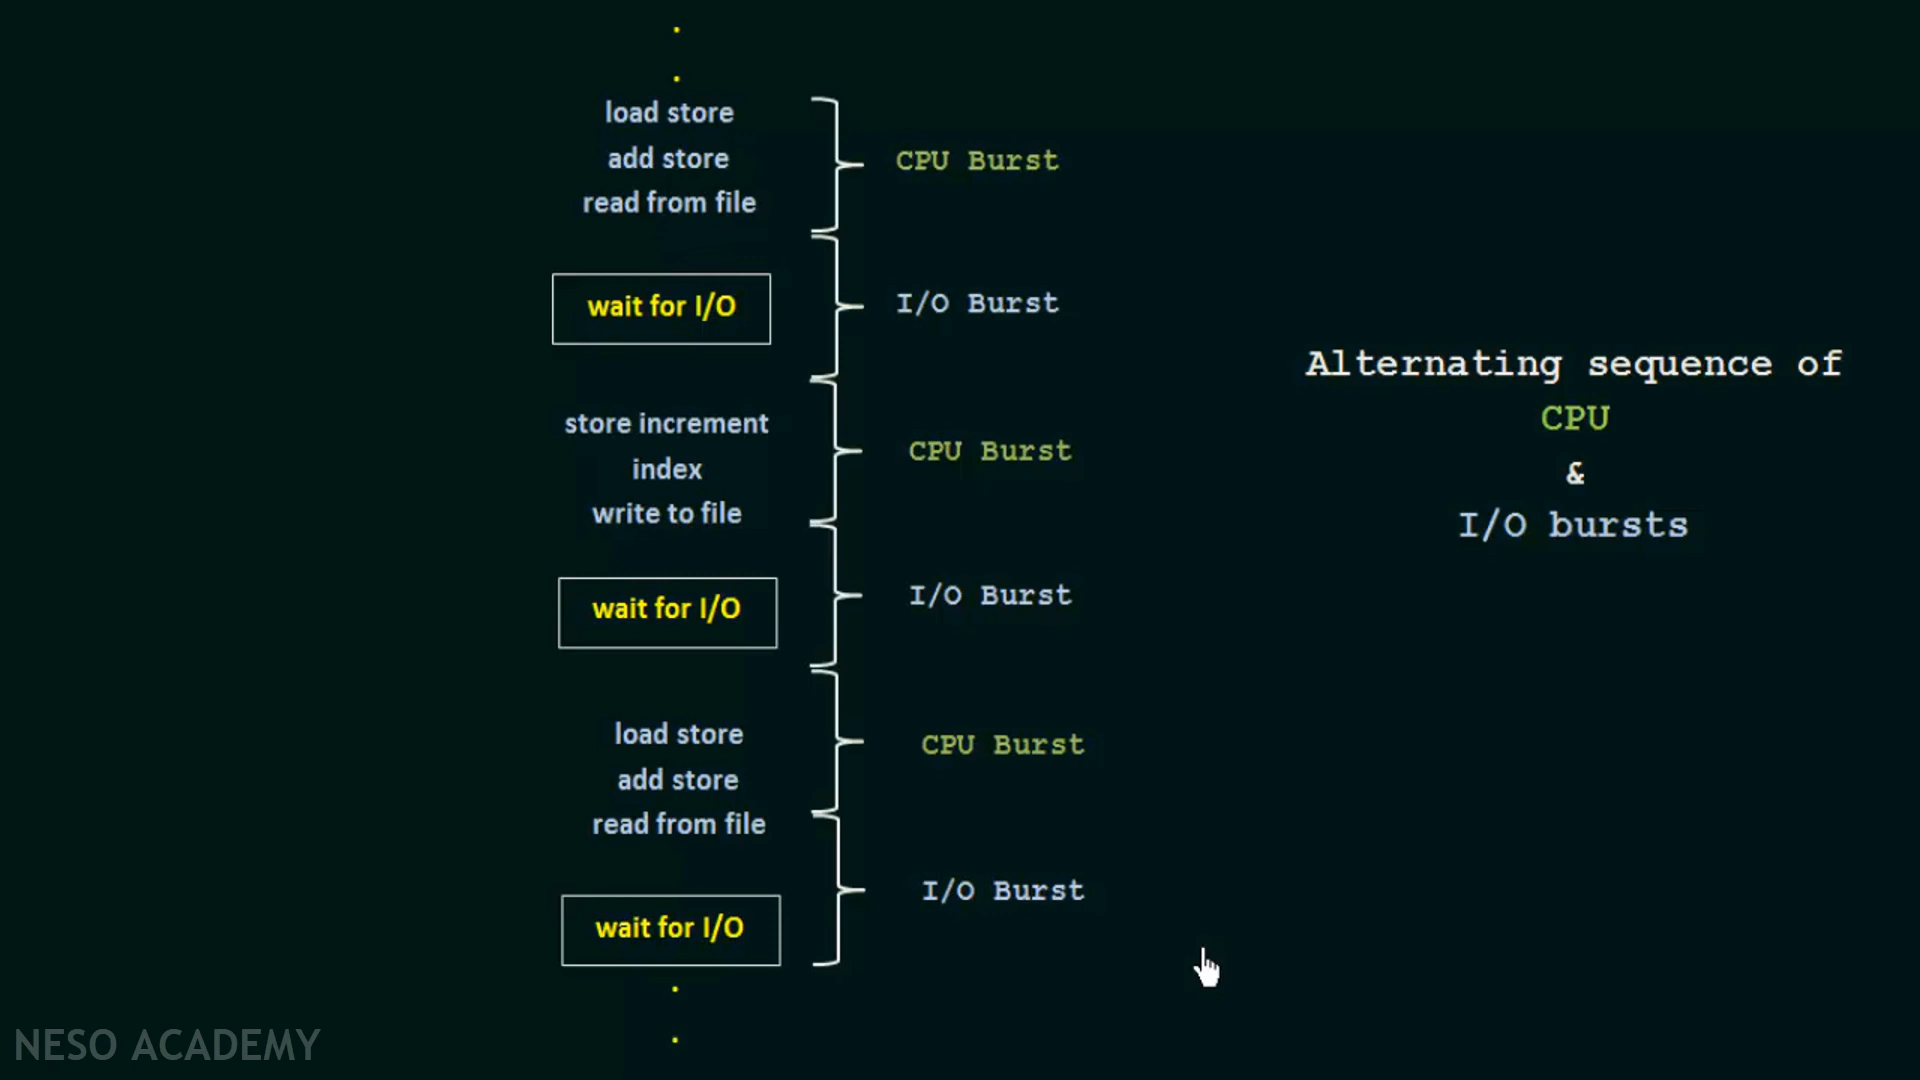 load store
add store
read from file
CPU Burst
wait for I/O
I/O Burst
store increment
index
write to file
CPU Burst
wait for I/O
I/O Burst
load store
add store
read from file
CPU Burst
wait for I/O
I/O Burst
Alternating sequence of
CPU
&
I/O bursts
NESO ACADEMY